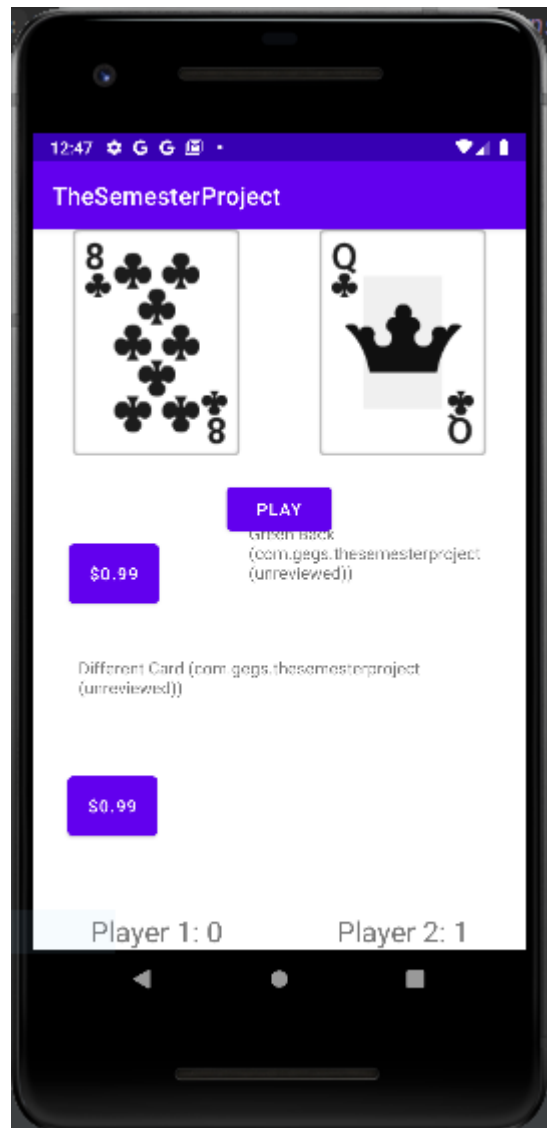 12:47 G G
TheSemesterProject
8
Q
8
Q
PLAY
Green Back
(com.gegs.thesemesterproject
(unreviewed))
$0.99
Different Card (com.gegs.thesemesterproject
(unreviewed))
$0.99
Player 1: 0
Player 2: 1